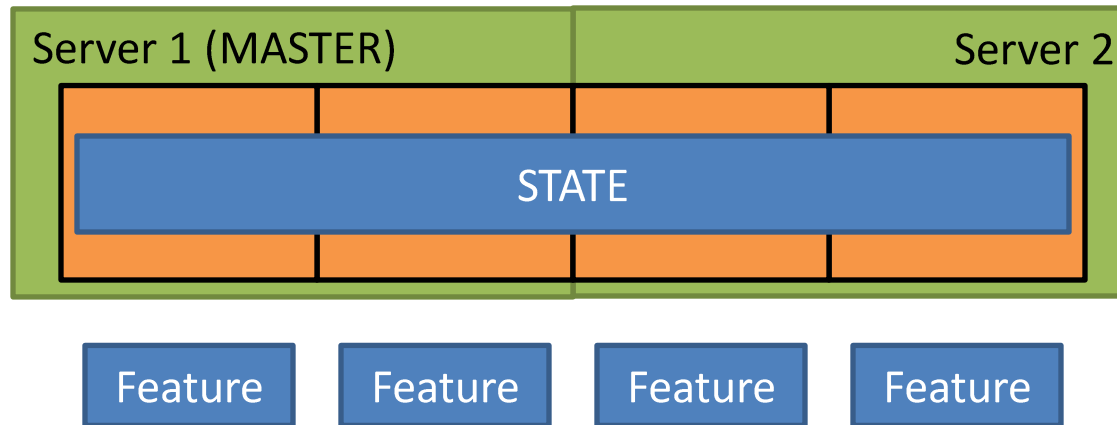 Server 1 (MASTER)
Server 2
STATE
Feature
Feature
Feature
Feature